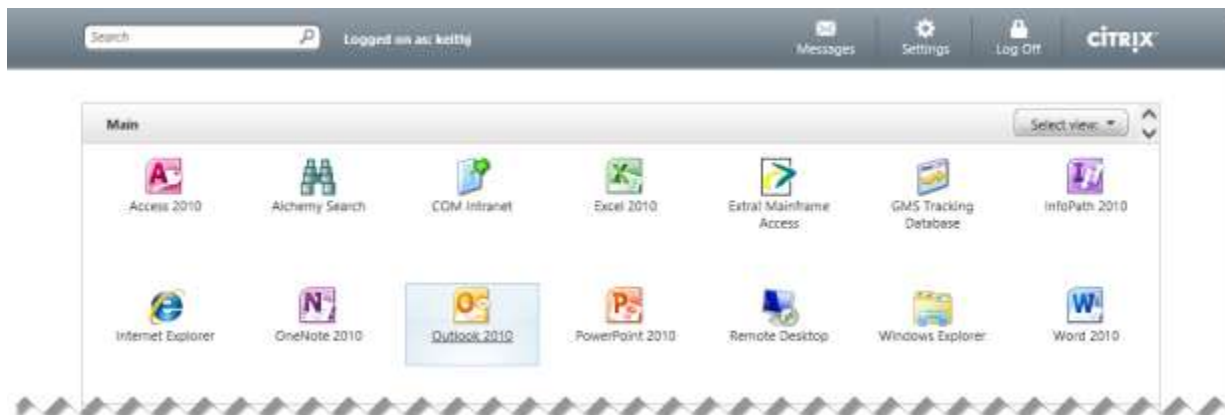 Search
Logged on as: keithj
Messages
Settings
Log Off
CITRIX
Main
Select view:
Access 2010
Alchemy Search
COM Intranet
Excel 2010
Extra! Mainframe
Access
GMS Tracking
Database
InfoPath 2010
Internet Explorer
OneNote 2010
Outlook 2010
PowerPoint 2010
Remote Desktop
Windows Explorer
Word 2010